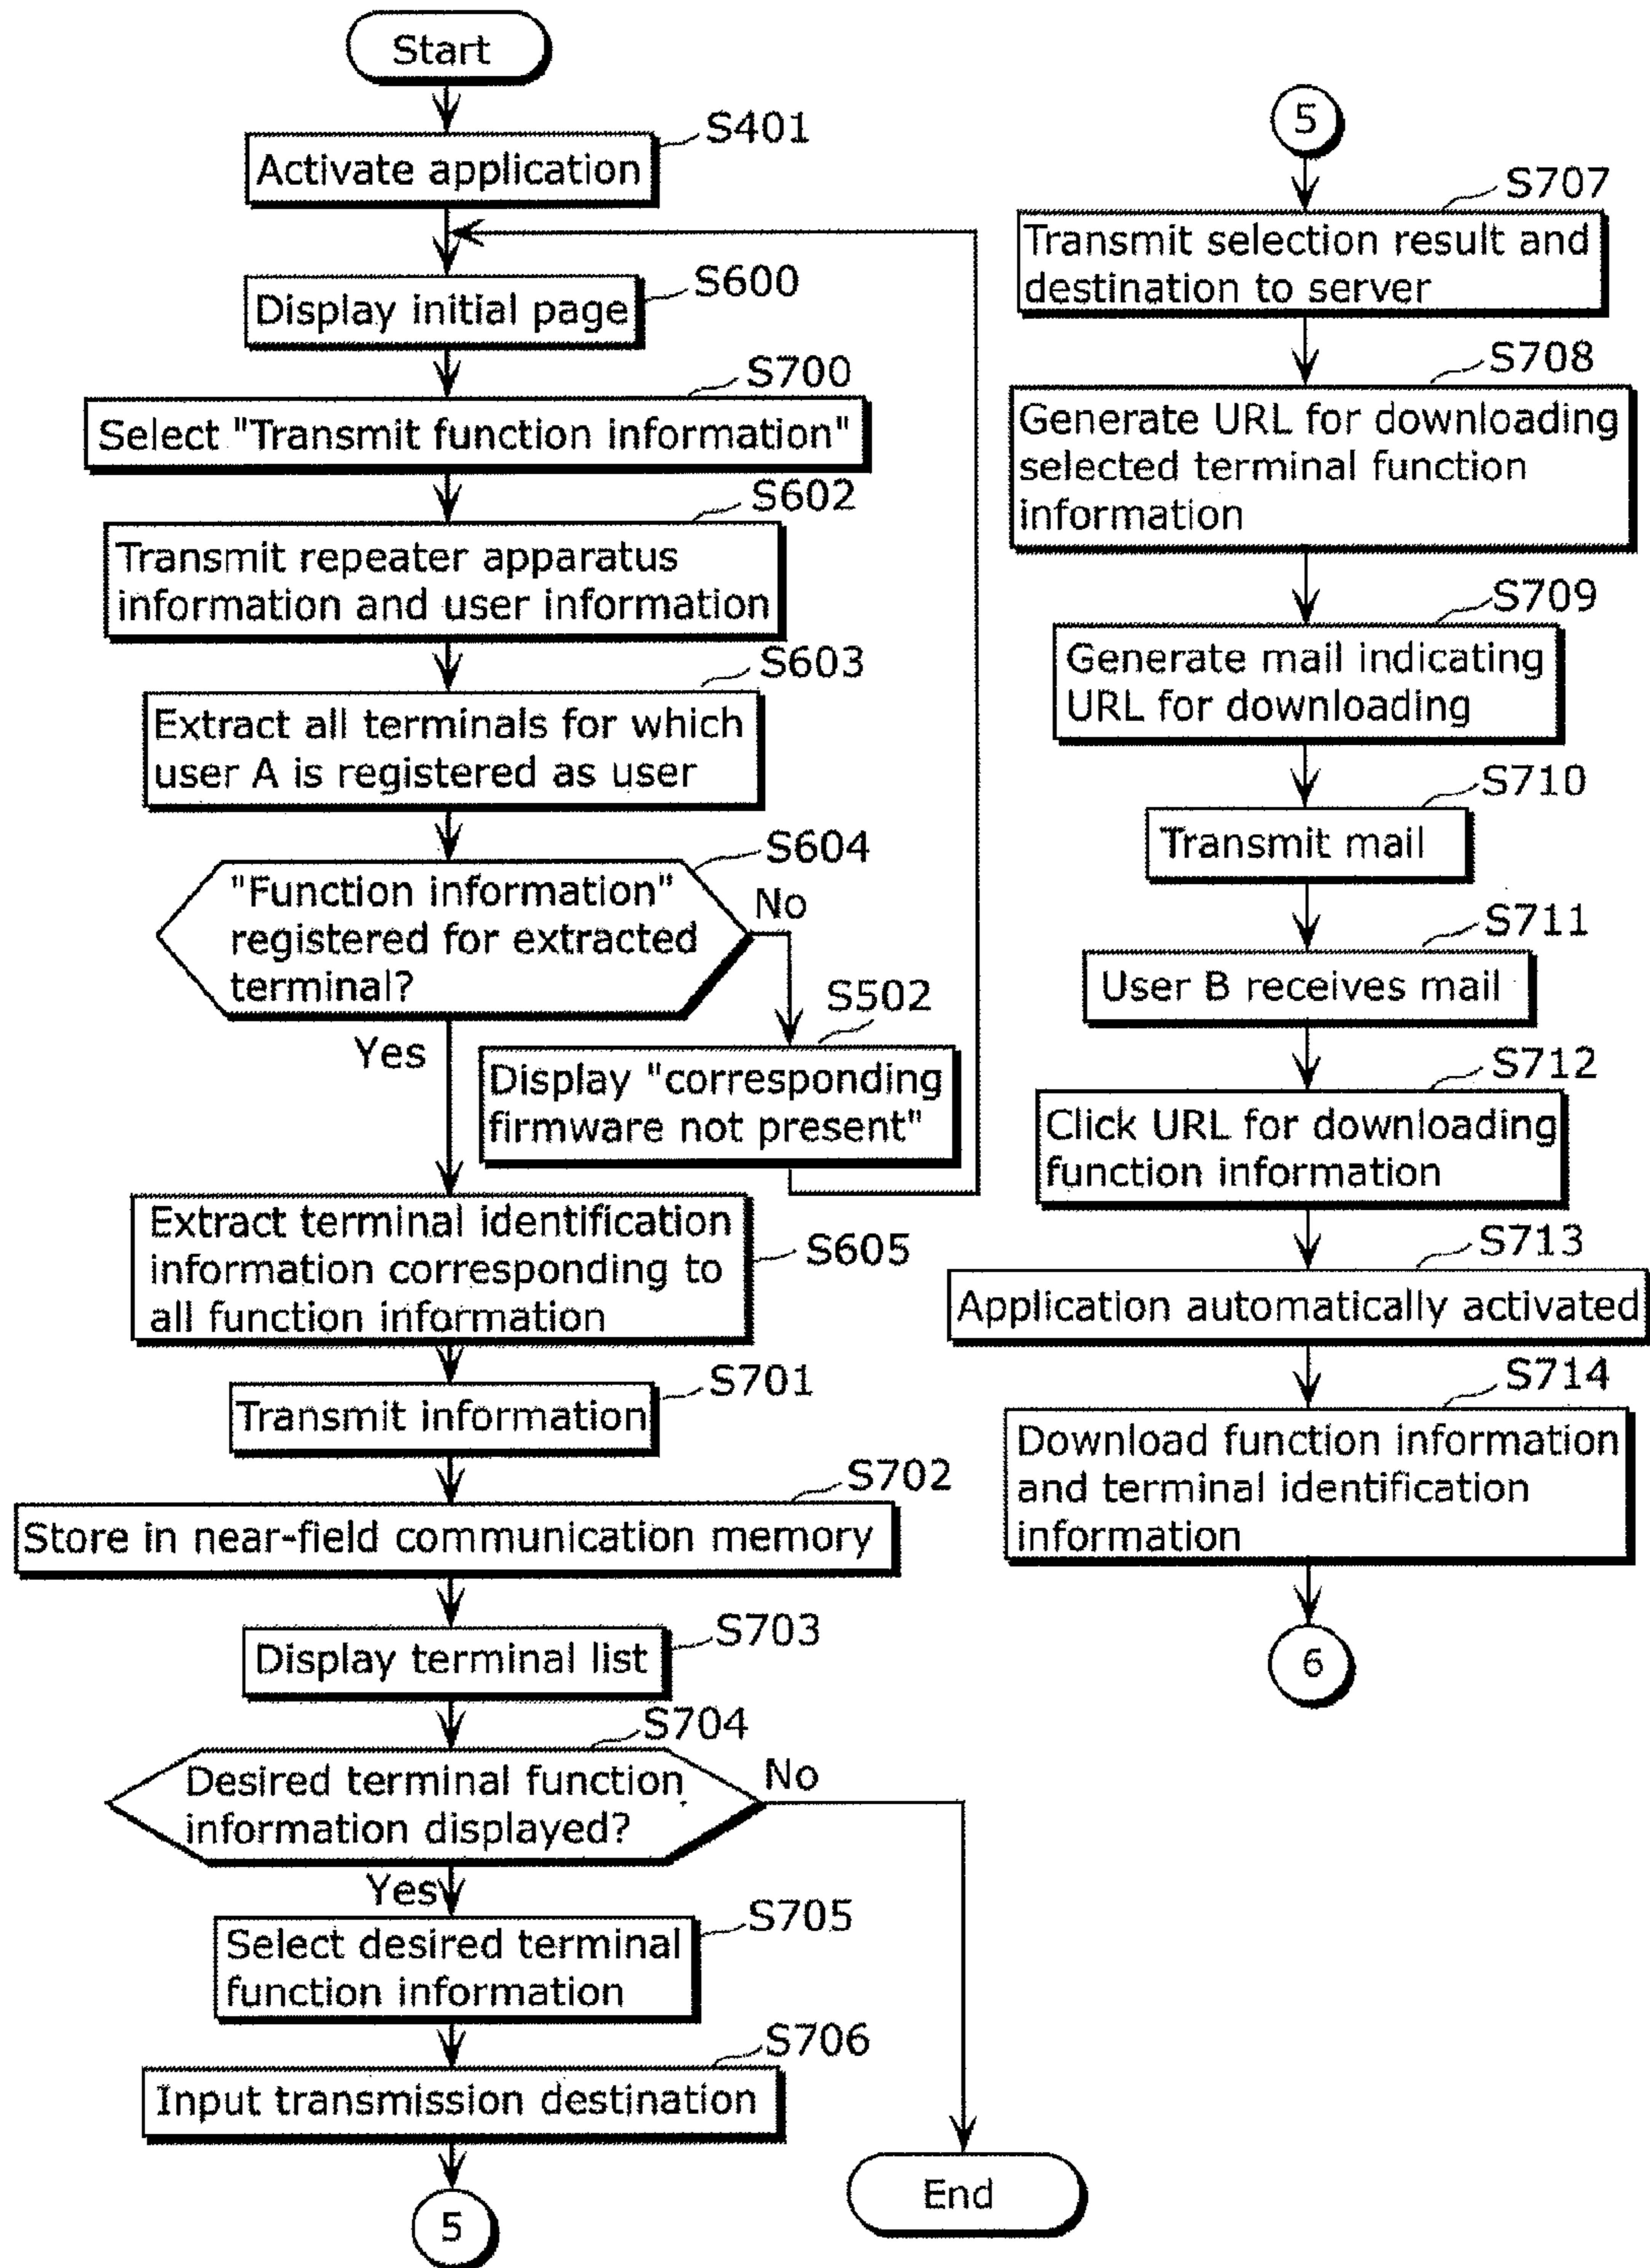 Start
S401
Activate application
S600
Display initial page
S700
Select "Transmit function information"
S602
Transmit repeater apparatus
information and user information
S603
Extract all terminals for which
user A is registered as user
S604
"Function information"
registered for extracted
terminal?
No
Yes
S502
Display "corresponding
firmware not present"
Extract terminal identification
information corresponding to
all function information
S605
S701
Transmit information
S702
Store in near-field communication memory
S703
Display terminal list
S704
Desired terminal function
information displayed?
No
Yes
S705
Select desired terminal
function information
S706
Input transmission destination
5
End
5
S707
Transmit selection result and
destination to server
S708
Generate URL for downloading
selected terminal function
information
S709
Generate mail indicating
URL for downloading
S710
Transmit mail
S711
User B receives mail
S712
Click URL for downloading
function information
S713
Application automatically activated
S714
Download function information
and terminal identification
information
6